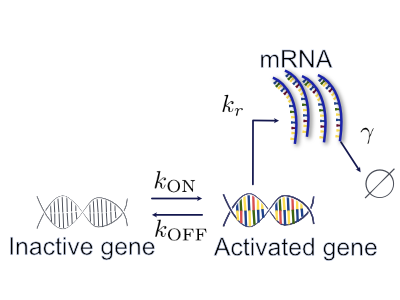 mRNA
k_r
γ
k_ON
k_OFF
Inactive gene
Activated gene